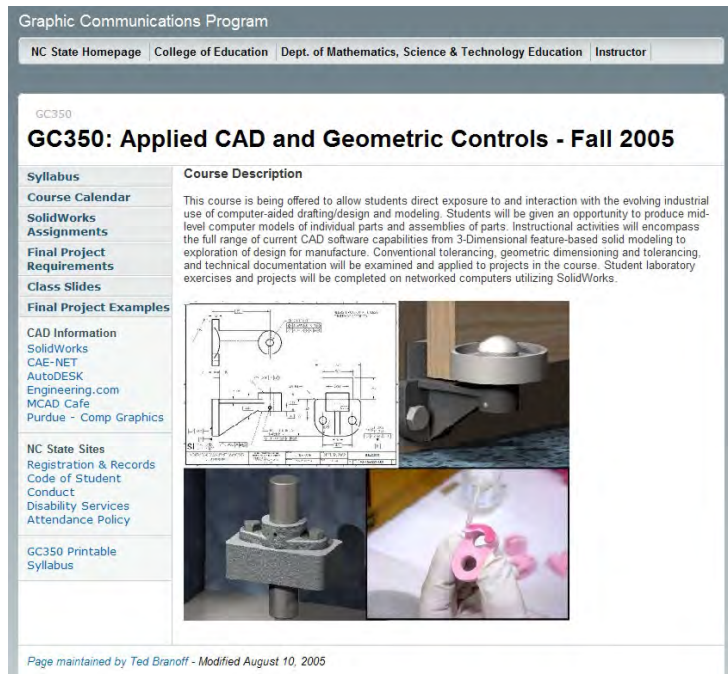 Graphic Communications Program
NC State Homepage College of Education Dept. of Mathematics, Science & Technology Education Instructor
GC350
GC350: Applied CAD and Geometric Controls - Fall 2005
Syllabus
Course Calendar
SolidWorks
Assignments
Final Project
Requirements
Class Slides
Final Project Examples
CAD Information
SolidWorks
CAE-NET
AutoDESK
Engineering.com
MCAD Cafe
Purdue - Comp Graphics
NC State Sites
Registration & Records
Code of Student
Conduct
Disability Services
Attendance Policy
GC350 Printable
Syllabus
Course Description
This course is being offered to allow students direct exposure to and interaction with the evolving industrial
use of computer-aided drafting/design and modeling. Students will be given an opportunity to produce mid-
level computer models of individual parts and assemblies of parts. Instructional activities will encompass
the full range of current CAD software capabilities from 3-Dimensional feature-based solid modeling to
exploration of design for manufacture. Conventional tolerancing, geometric dimensioning and tolerancing,
and technical documentation will be examined and applied to projects in the course. Student laboratory
exercises and projects will be completed on networked computers utilizing SolidWorks.
SI
Page maintained by Ted Branoff - Modified August 10, 2005